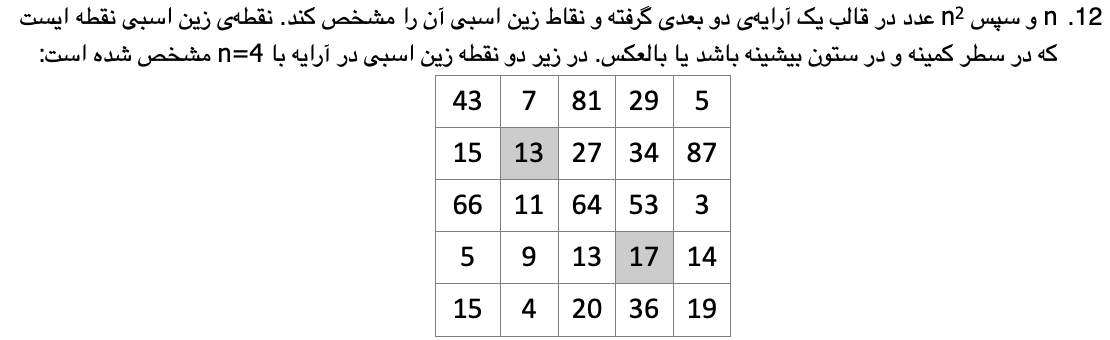 12. n و سپس n² عدد در قالب یک آرایه‌ی دو بعدی گرفته و نقاط زین اسبی آن را مشخص کند. نقطه‌ی زین اسبی نقطه ایست
که در سطر کمینه و در ستون بیشینه باشد یا بالعکس. در زیر دو نقطه زین اسبی در آرایه با n=4 مشخص شده است:
43 7 81 29 5
15 13 27 34 87
66 11 64 53 3
5 9 13 17 14
15 4 20 36 19